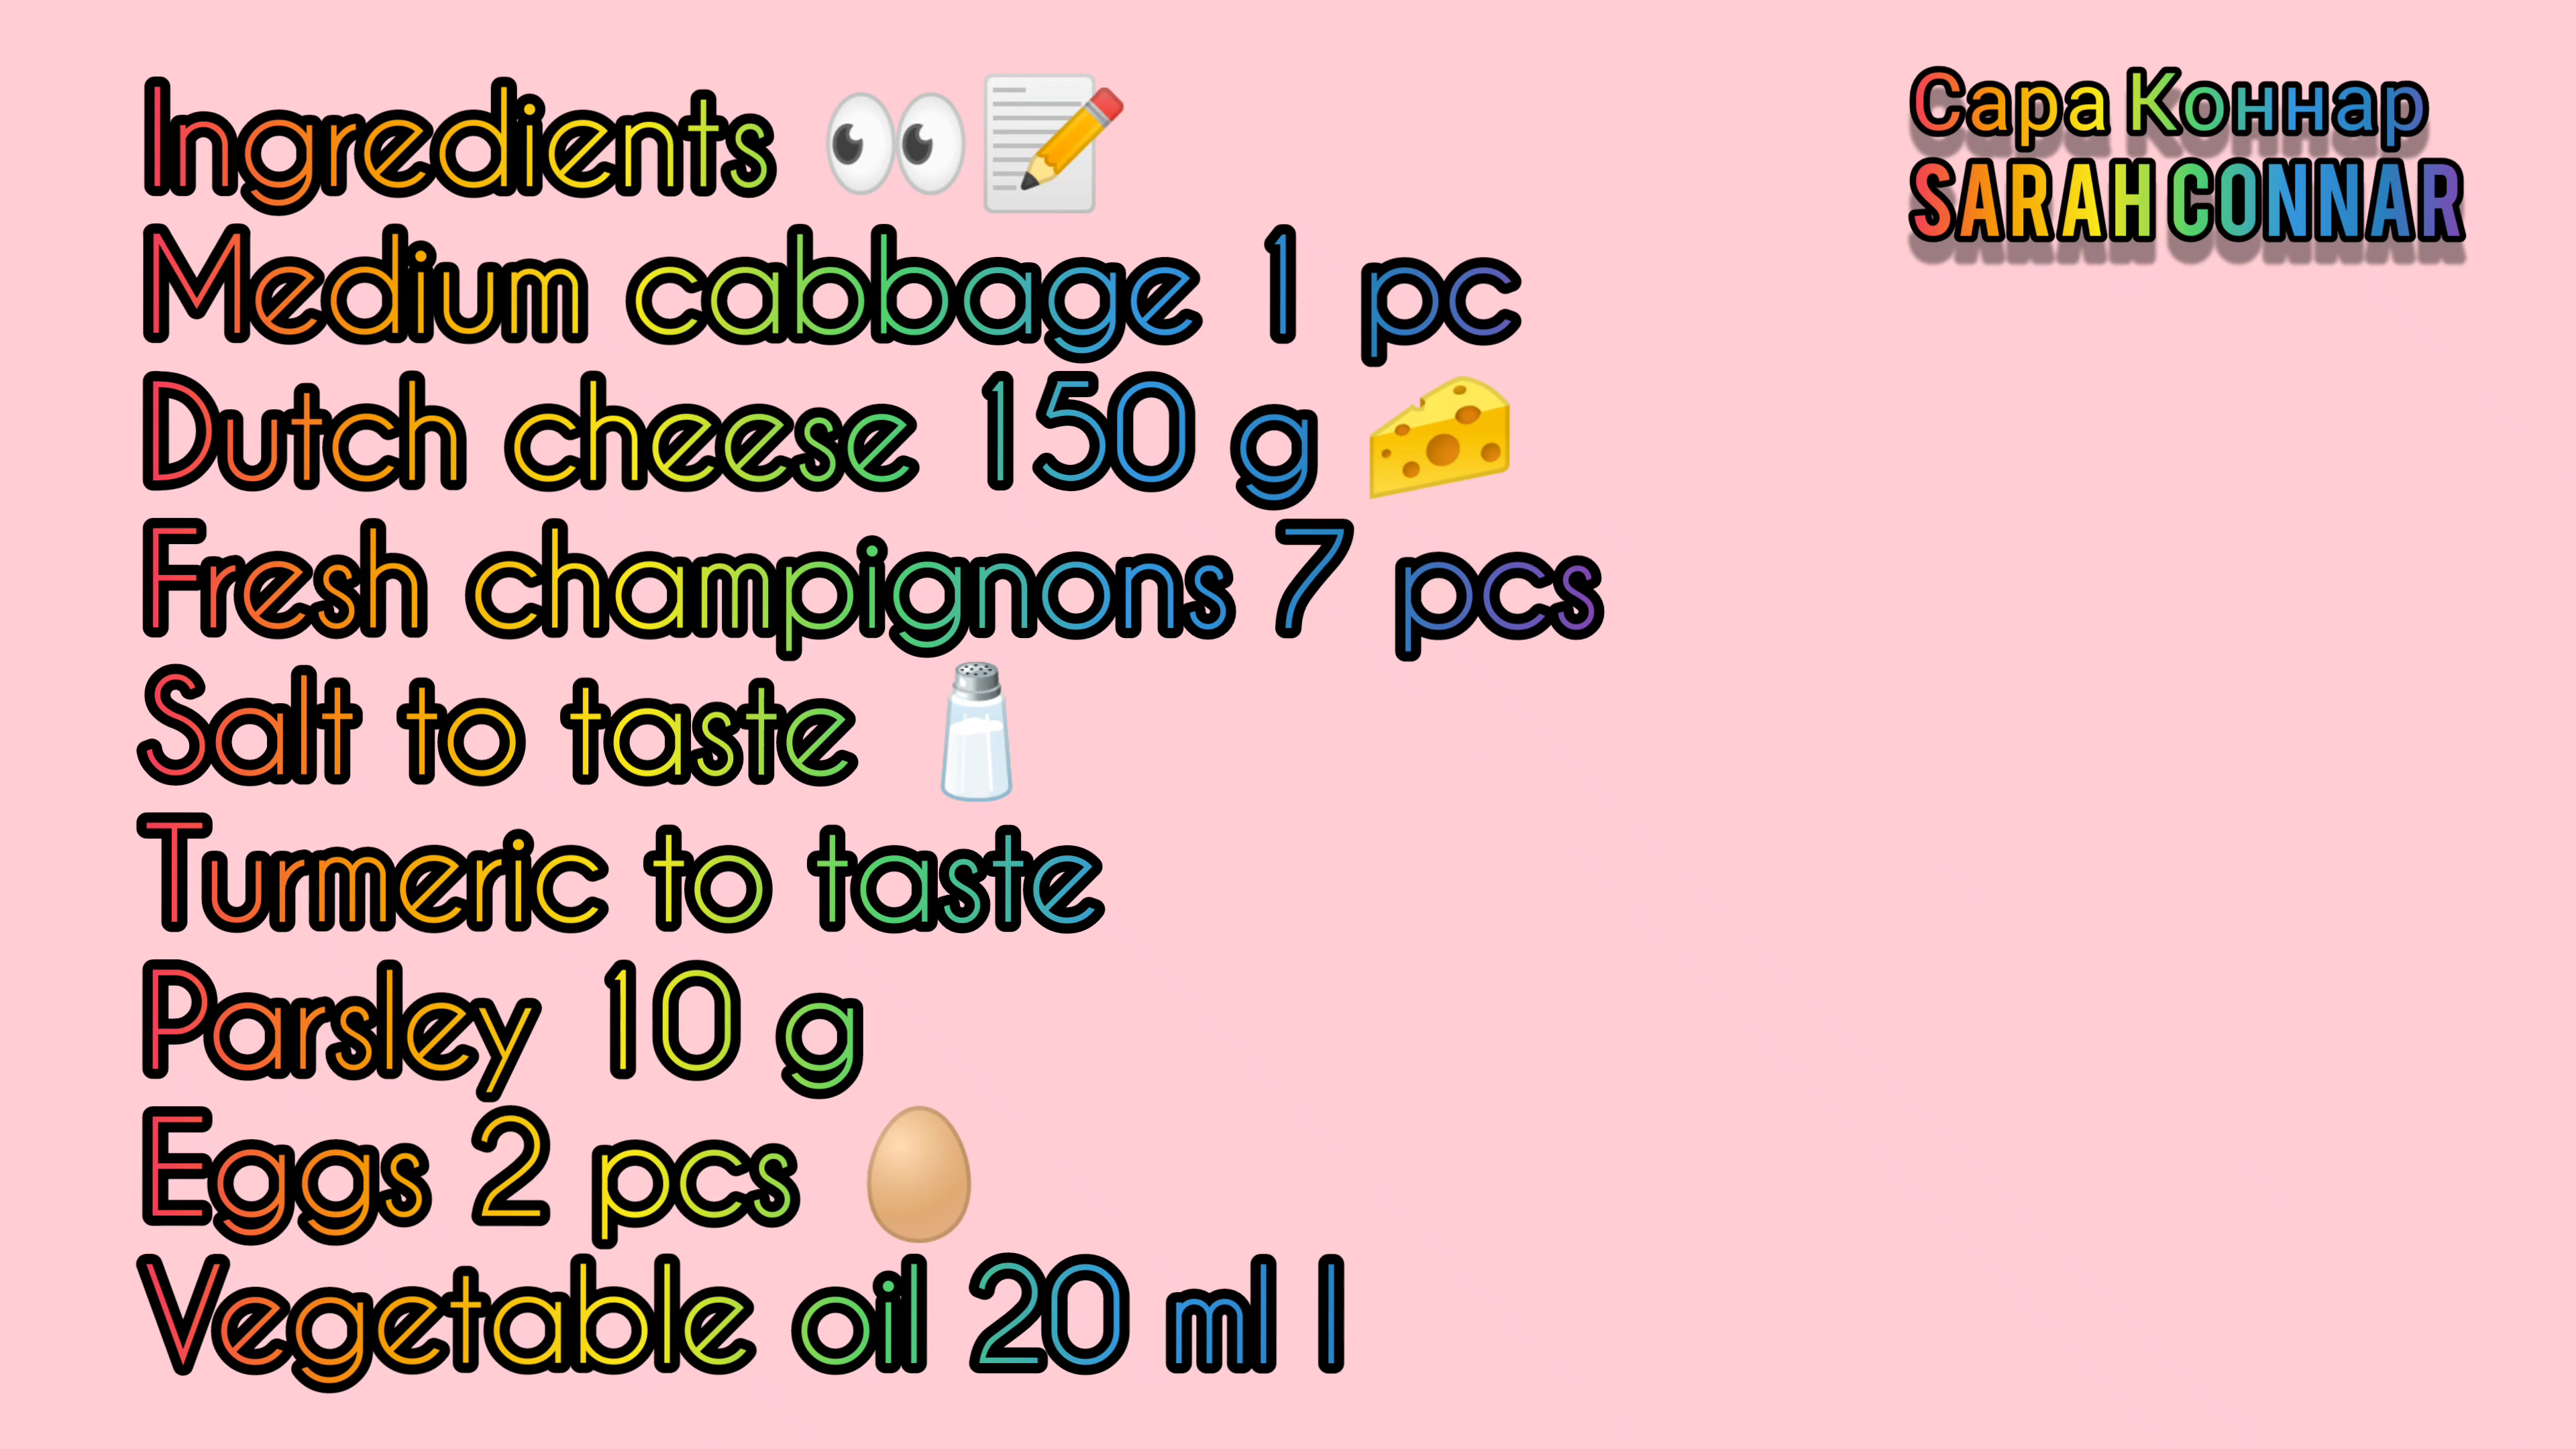 Ingredients 👀📝
Medium cabbage 1 pc
Dutch cheese 150 g 🧀
Fresh champignons 7 pcs
Salt to taste 🧂
Turmeric to taste
Parsley 10 g
Eggs 2 pcs 🥚
Vegetable oil 20 ml l
Сара Коннар
SARAH CONNAR